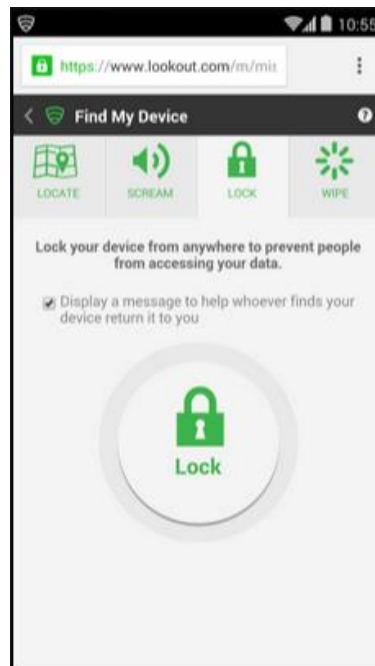 10:55
https://www.lookout.com/m/mis
Find My Device
LOCATE
SCREAM
LOCK
WIPE
Lock your device from anywhere to prevent people
from accessing your data.
Display a message to help whoever finds your
device return it to you
Lock